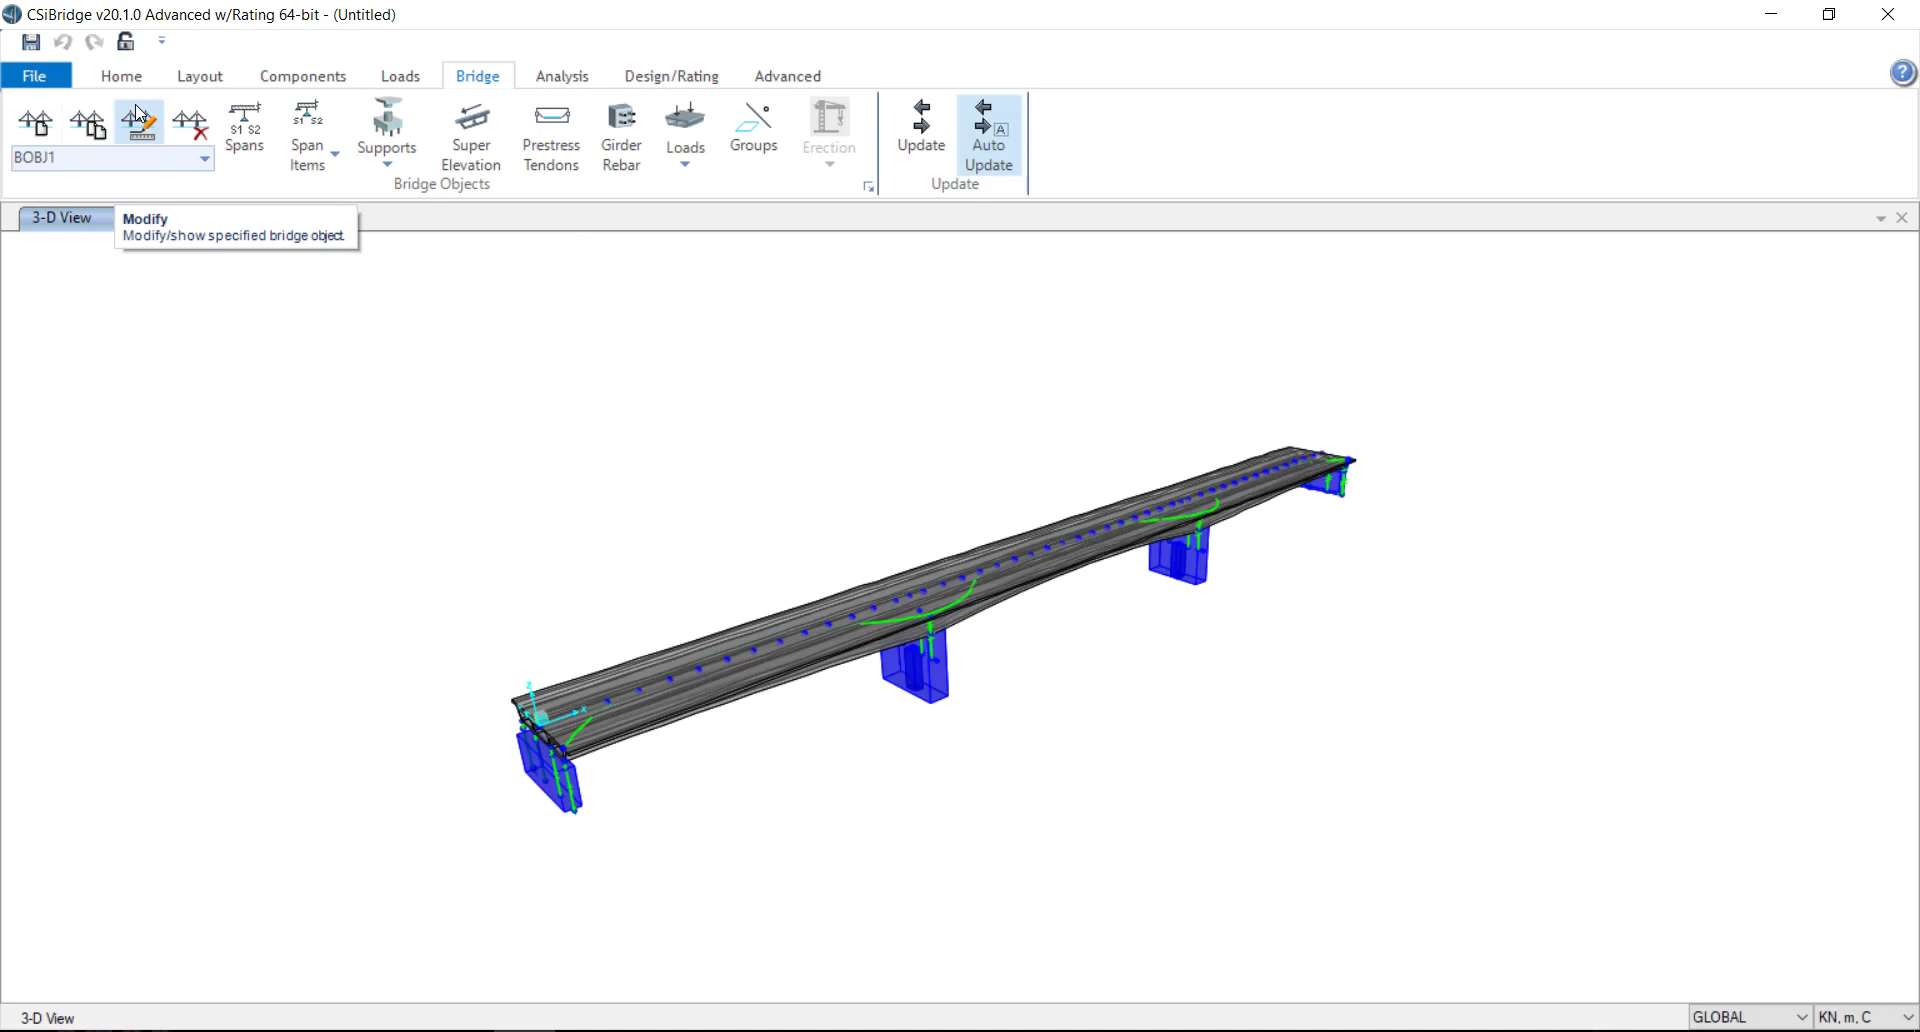 CSiBridge v20.1.0 Advanced w/Rating 64-bit - (Untitled)
File Home Layout Components Loads Bridge Analysis Design/Rating Advanced
?
S1 S2
Spans
S1 S2
Span
Items
Supports
Super
Elevation
Prestress
Tendons
Girder
Rebar
Loads
Groups
Erection
Update
A
Auto
Update
BOBJ1
Bridge Objects
Update
3-D View
Modify
Modify/show specified bridge object.
Z
X
3-D View
GLOBAL
KN, m, C